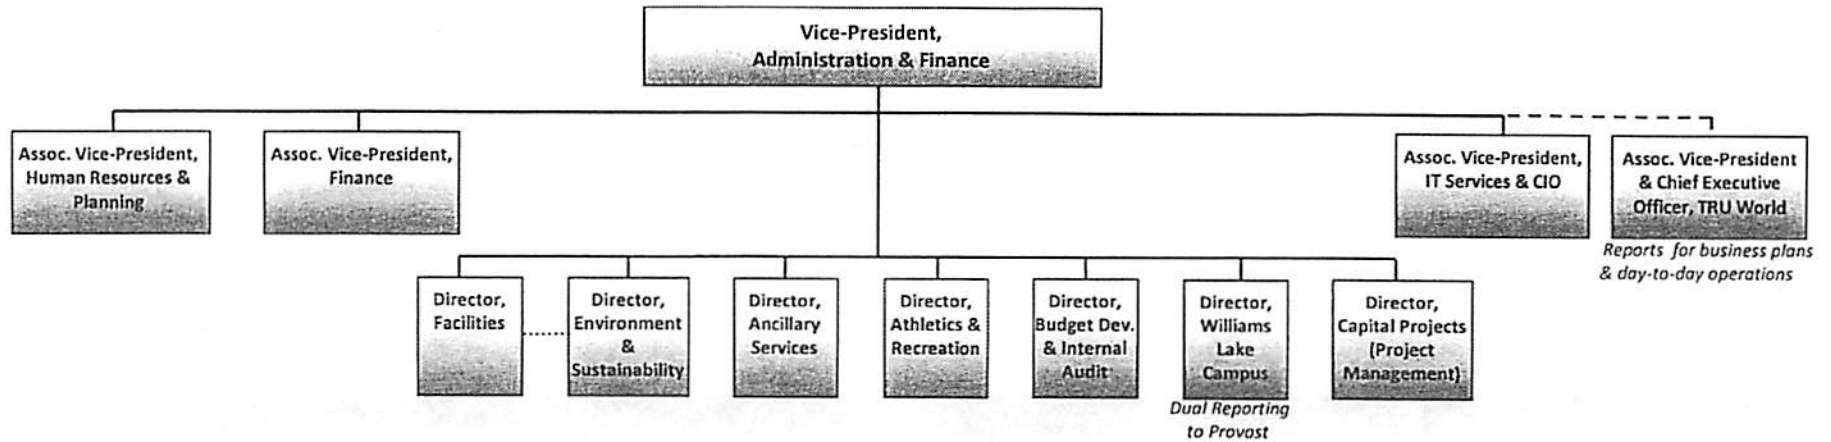 Vice-President,
Administration & Finance
Assoc. Vice-President,
Human Resources &
Planning
Assoc. Vice-President,
Finance
Assoc. Vice-President,
IT Services & CIO
Assoc. Vice-President
& Chief Executive
Officer, TRU World
Reports for business plans
& day-to-day operations
Director,
Facilities
Director,
Environment
&
Sustainability
Director,
Ancillary
Services
Director,
Athletics &
Recreation
Director,
Budget Dev.
& Internal
Audit
Director,
Williams
Lake
Campus
Dual Reporting
to Provost
Director,
Capital Projects
(Project
Management)